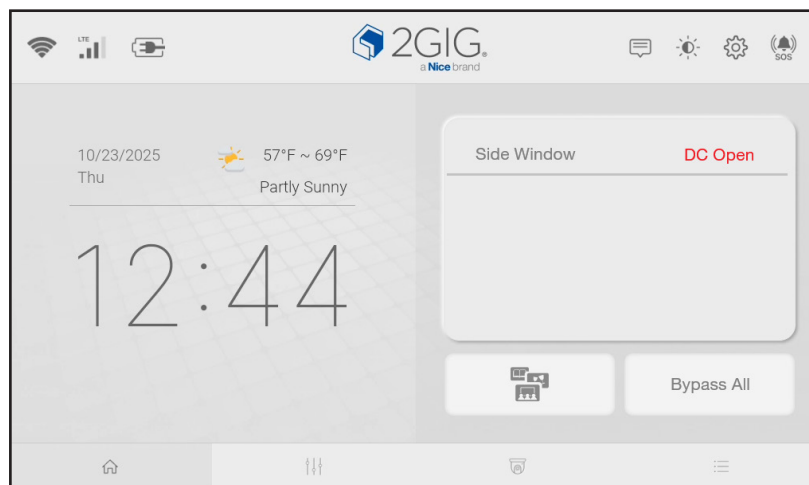 LTE
2GIG.
a Nice brand
SOS
10/23/2025
Thu
57°F ~ 69°F
Partly Sunny
12:44
Side Window DC Open
Bypass All